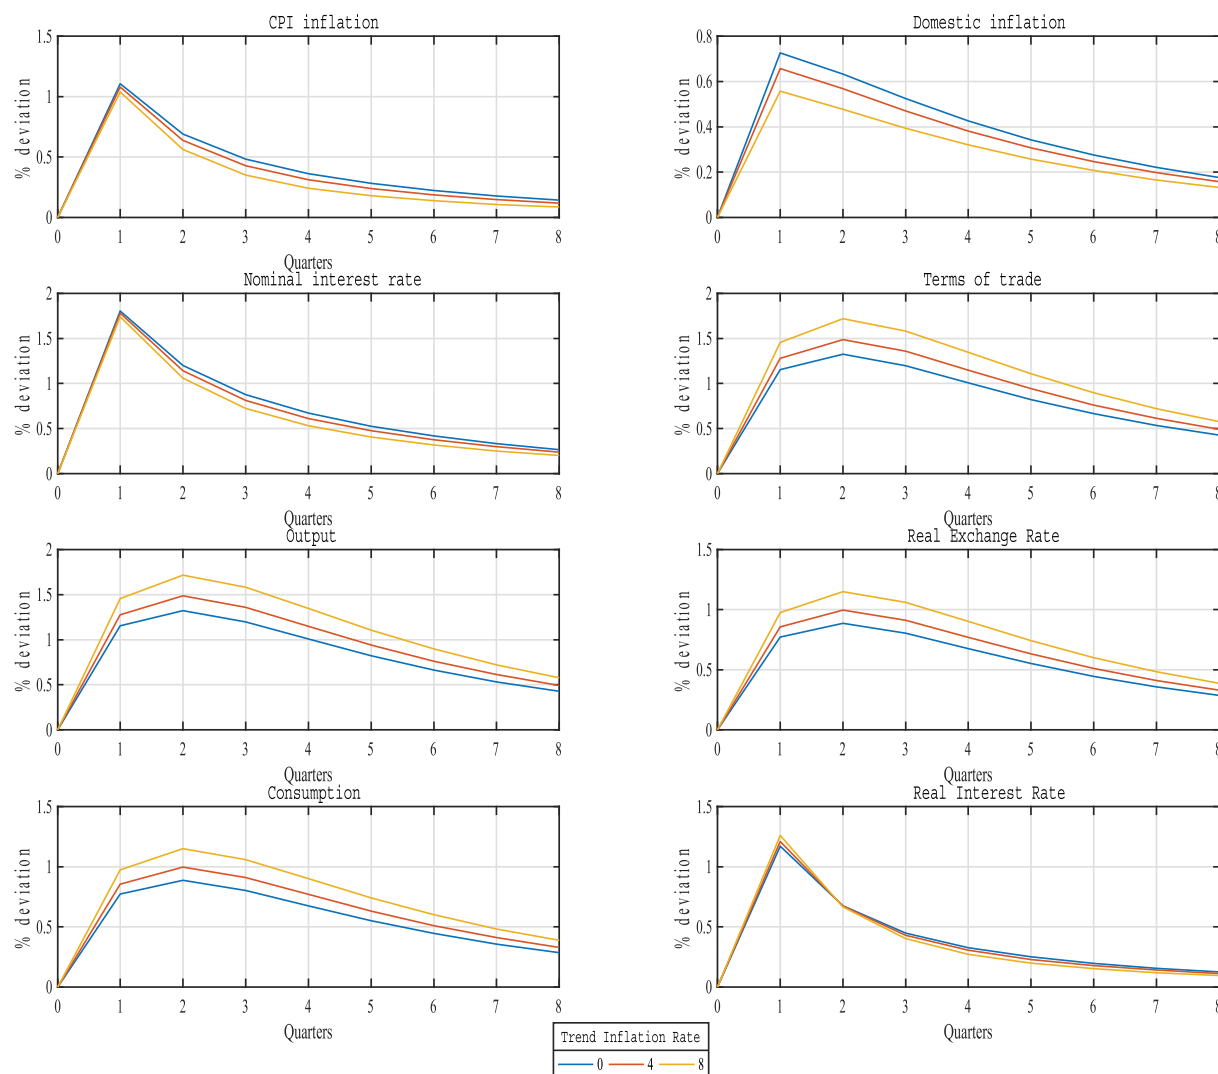 CPI inflation
% deviation
1.5
1
0.5
0
0 1 2 3 4 5 6 7 8
Quarters
Domestic inflation
% deviation
0.8
0.6
0.4
0.2
0
0 1 2 3 4 5 6 7 8
Quarters
Nominal interest rate
% deviation
2
1.5
1
0.5
0
0 1 2 3 4 5 6 7 8
Quarters
Terms of trade
% deviation
2
1.5
1
0.5
0
0 1 2 3 4 5 6 7 8
Quarters
Output
% deviation
2
1.5
1
0.5
0
0 1 2 3 4 5 6 7 8
Quarters
Real Exchange Rate
% deviation
1.5
1
0.5
0
0 1 2 3 4 5 6 7 8
Quarters
Consumption
% deviation
1.5
1
0.5
0
0 1 2 3 4 5 6 7 8
Quarters
Real Interest Rate
% deviation
1.5
1
0.5
0
0 1 2 3 4 5 6 7 8
Quarters
Trend Inflation Rate
0 4 8